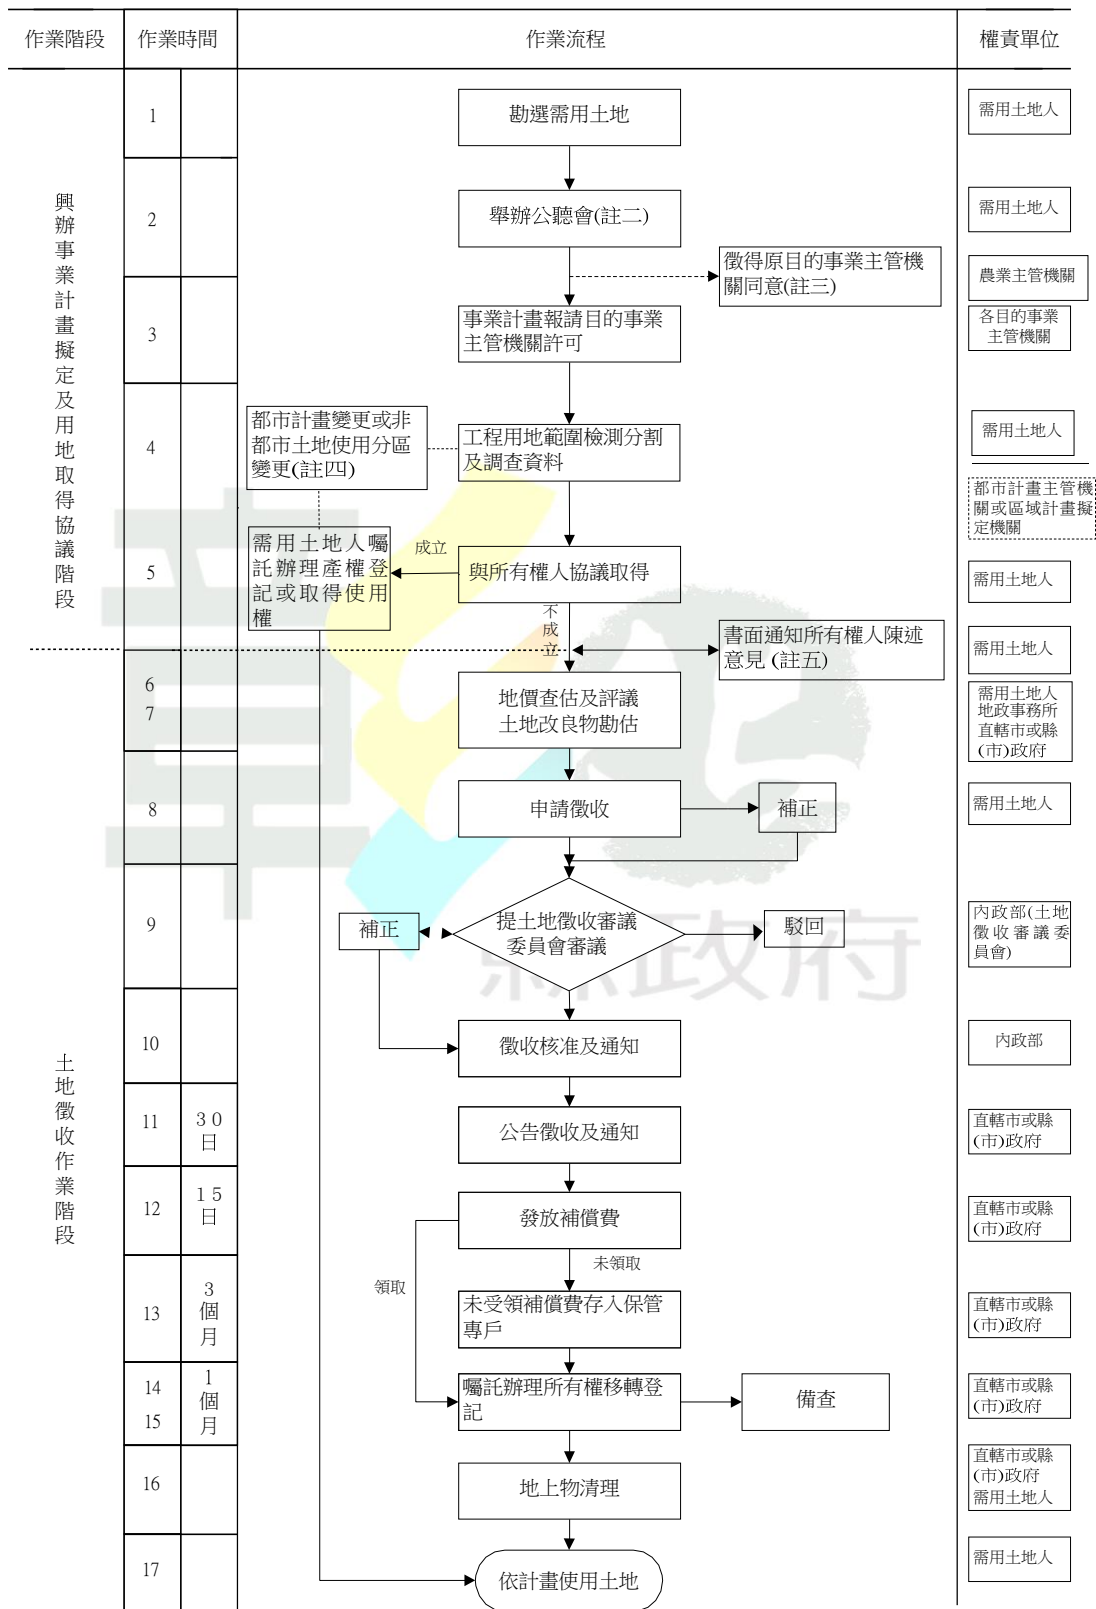 作業階段
作業時間
作業流程
權責單位
興辦事業計畫擬定及用地取得協議階段
1
勘選需用土地
需用土地人
2
舉辦公聽會(註二)
需用土地人
徵得原目的事業主管機
關同意(註三)
農業主管機關
3
事業計畫報請目的事業
主管機關許可
各目的事業
主管機關
4
都市計畫變更或非
都市土地使用分區
變更(註四)
工程用地範圍檢測分割
及調查資料
需用土地人
都市計畫主管機
關或區域計畫擬
定機關
5
需用土地人囑
託辦理產權登
記或取得使用
權
成立
與所有權人協議取得
需用土地人
不成立
書面通知所有權人陳述
意見 (註五)
需用土地人
土地徵收作業階段
6
7
地價查估及評議
土地改良物勘估
需用土地人
地政事務所
直轄市或縣
(市)政府
8
申請徵收
補正
需用土地人
9
補正
提土地徵收審議
委員會審議
駁回
內政部(土地
徵收審議委
員會)
縣政府
10
徵收核准及通知
內政部
11
30
日
公告徵收及通知
直轄市或縣
(市)政府
12
15
日
發放補償費
直轄市或縣
(市)政府
領取
未領取
13
3
個
月
未受領補償費存入保管
專戶
直轄市或縣
(市)政府
14
15
1
個
月
囑託辦理所有權移轉登
記
備查
直轄市或縣
(市)政府
16
地上物清理
直轄市或縣
(市)政府
需用土地人
17
依計畫使用土地
需用土地人